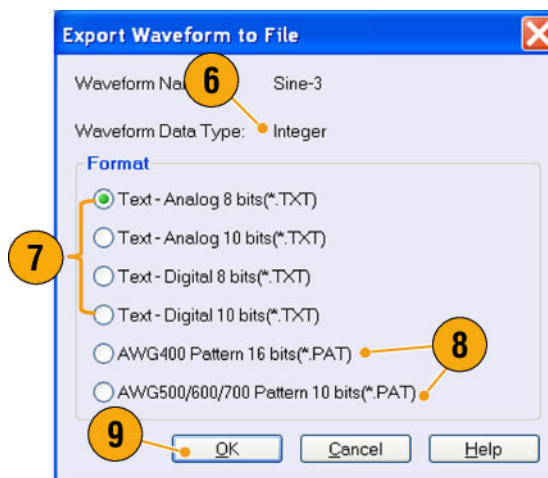 Export Waveform to File
Waveform Na 6 Sine-3
Waveform Data Type: Integer
Format
Text - Analog 8 bits(*.TXT)
Text - Analog 10 bits(*.TXT)
7
Text - Digital 8 bits(*.TXT)
Text - Digital 10 bits(*.TXT)
AWG400 Pattern 16 bits(*.PAT)
8
AWG500/600/700 Pattern 10 bits(*.PAT)
9
OK Cancel Help